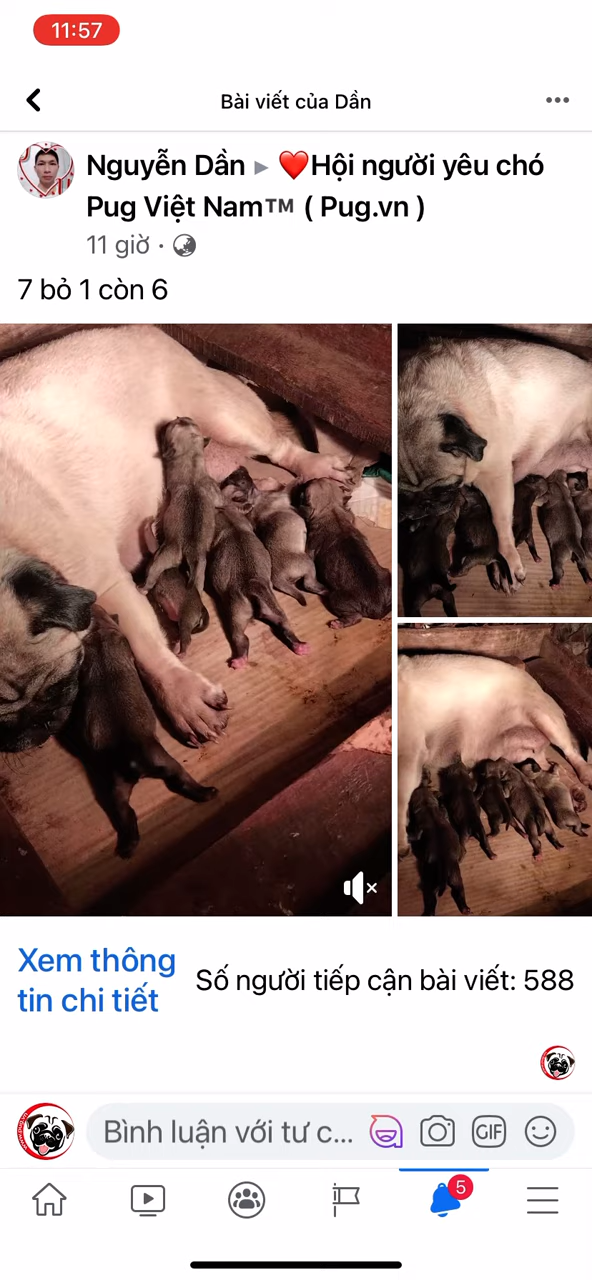 11:57
Bài viết của Dần
Nguyễn Dần ▸ ❤️Hội người yêu chó
Pug Việt Nam™ ( Pug.vn )
11 giờ ·
7 bỏ 1 còn 6
Xem thông
tin chi tiết
Số người tiếp cận bài viết: 588
Bình luận với tư c...
GIF
5